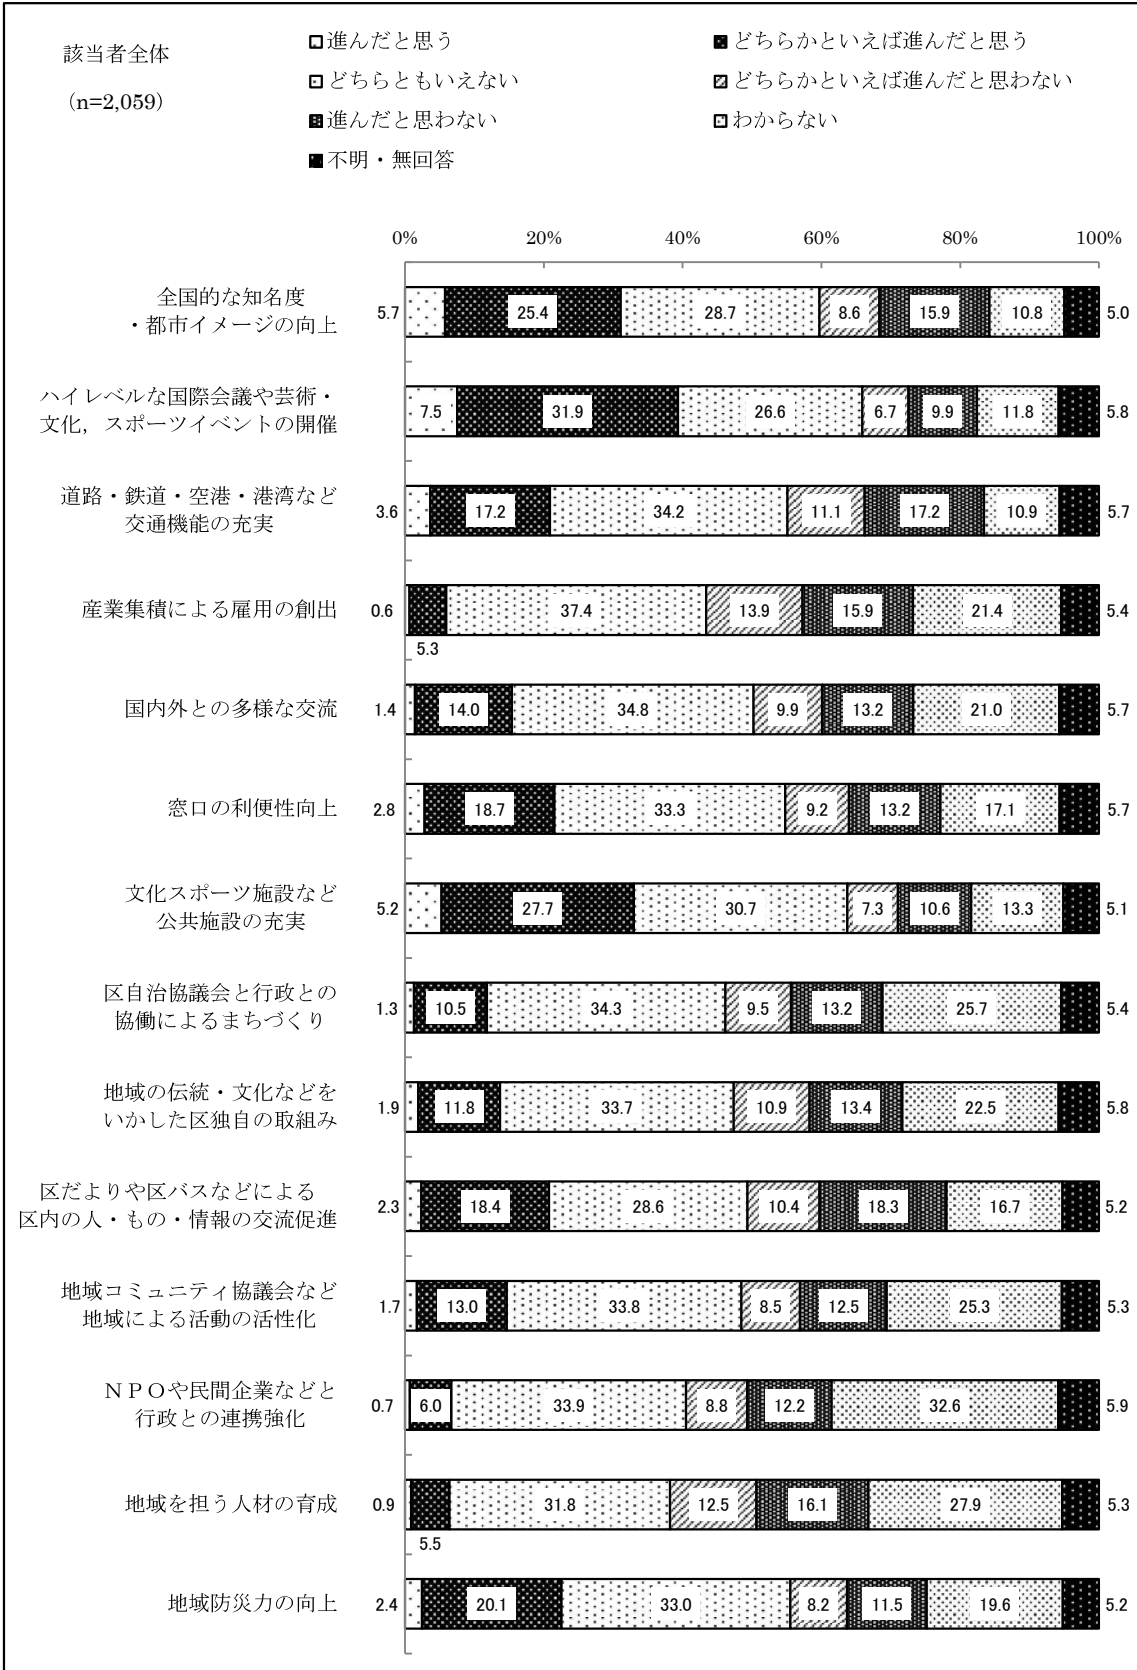 該当者全体
（n=2,059）
進んだと思う
どちらかといえば進んだと思う
どちらともいえない
どちらかといえば進んだと思わない
進んだと思わない
わからない
不明・無回答
0% 20% 40% 60% 80% 100%
全国的な知名度
・都市イメージの向上
5.7 25.4 28.7 8.6 15.9 10.8 5.0
ハイレベルな国際会議や芸術・
文化，スポーツイベントの開催
7.5 31.9 26.6 6.7 9.9 11.8 5.8
道路・鉄道・空港・港湾など
交通機能の充実
3.6 17.2 34.2 11.1 17.2 10.9 5.7
産業集積による雇用の創出
0.6 37.4 13.9 15.9 21.4 5.4
5.3
国内外との多様な交流
1.4 14.0 34.8 9.9 13.2 21.0 5.7
窓口の利便性向上
2.8 18.7 33.3 9.2 13.2 17.1 5.7
文化スポーツ施設など
公共施設の充実
5.2 27.7 30.7 7.3 10.6 13.3 5.1
区自治協議会と行政との
協働によるまちづくり
1.3 10.5 34.3 9.5 13.2 25.7 5.4
地域の伝統・文化などを
いかした区独自の取組み
1.9 11.8 33.7 10.9 13.4 22.5 5.8
区だよりや区バスなどによる
区内の人・もの・情報の交流促進
2.3 18.4 28.6 10.4 18.3 16.7 5.2
地域コミュニティ協議会など
地域による活動の活性化
1.7 13.0 33.8 8.5 12.5 25.3 5.3
ＮＰＯや民間企業などと
行政との連携強化
0.7 6.0 33.9 8.8 12.2 32.6 5.9
地域を担う人材の育成
0.9 31.8 12.5 16.1 27.9 5.3
5.5
地域防災力の向上
2.4 20.1 33.0 8.2 11.5 19.6 5.2